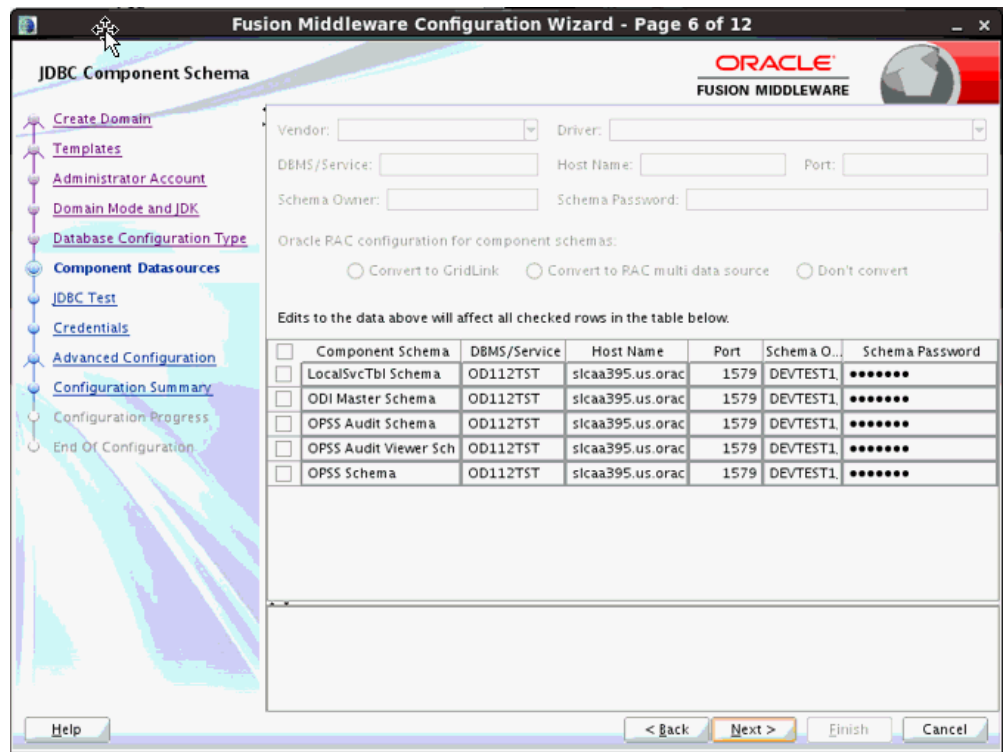 Fusion Middleware Configuration Wizard - Page 6 of 12
JDBC Component Schema
ORACLE
FUSION MIDDLEWARE
Create Domain
Templates
Administrator Account
Domain Mode and JDK
Database Configuration Type
Component Datasources
JDBC Test
Credentials
Advanced Configuration
Configuration Summary
Configuration Progress
End Of Configuration
Vendor: Driver:
DBMS/Service: Host Name: Port:
Schema Owner: Schema Password:
Oracle RAC configuration for component schemas:
Convert to GridLink Convert to RAC multi data source Don't convert
Edits to the data above will affect all checked rows in the table below.
Component Schema DBMS/Service Host Name Port Schema O... Schema Password
LocalSvcTbl Schema OD112TST slcaa395.us.orac 1579 DEVTEST1, •••••••
ODI Master Schema OD112TST slcaa395.us.orac 1579 DEVTEST1, •••••••
OPSS Audit Schema OD112TST slcaa395.us.orac 1579 DEVTEST1, •••••••
OPSS Audit Viewer Sch OD112TST slcaa395.us.orac 1579 DEVTEST1, •••••••
OPSS Schema OD112TST slcaa395.us.orac 1579 DEVTEST1, •••••••
Help < Back Next > Finish Cancel